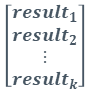 result₁
result₂
⋮
resultₖ